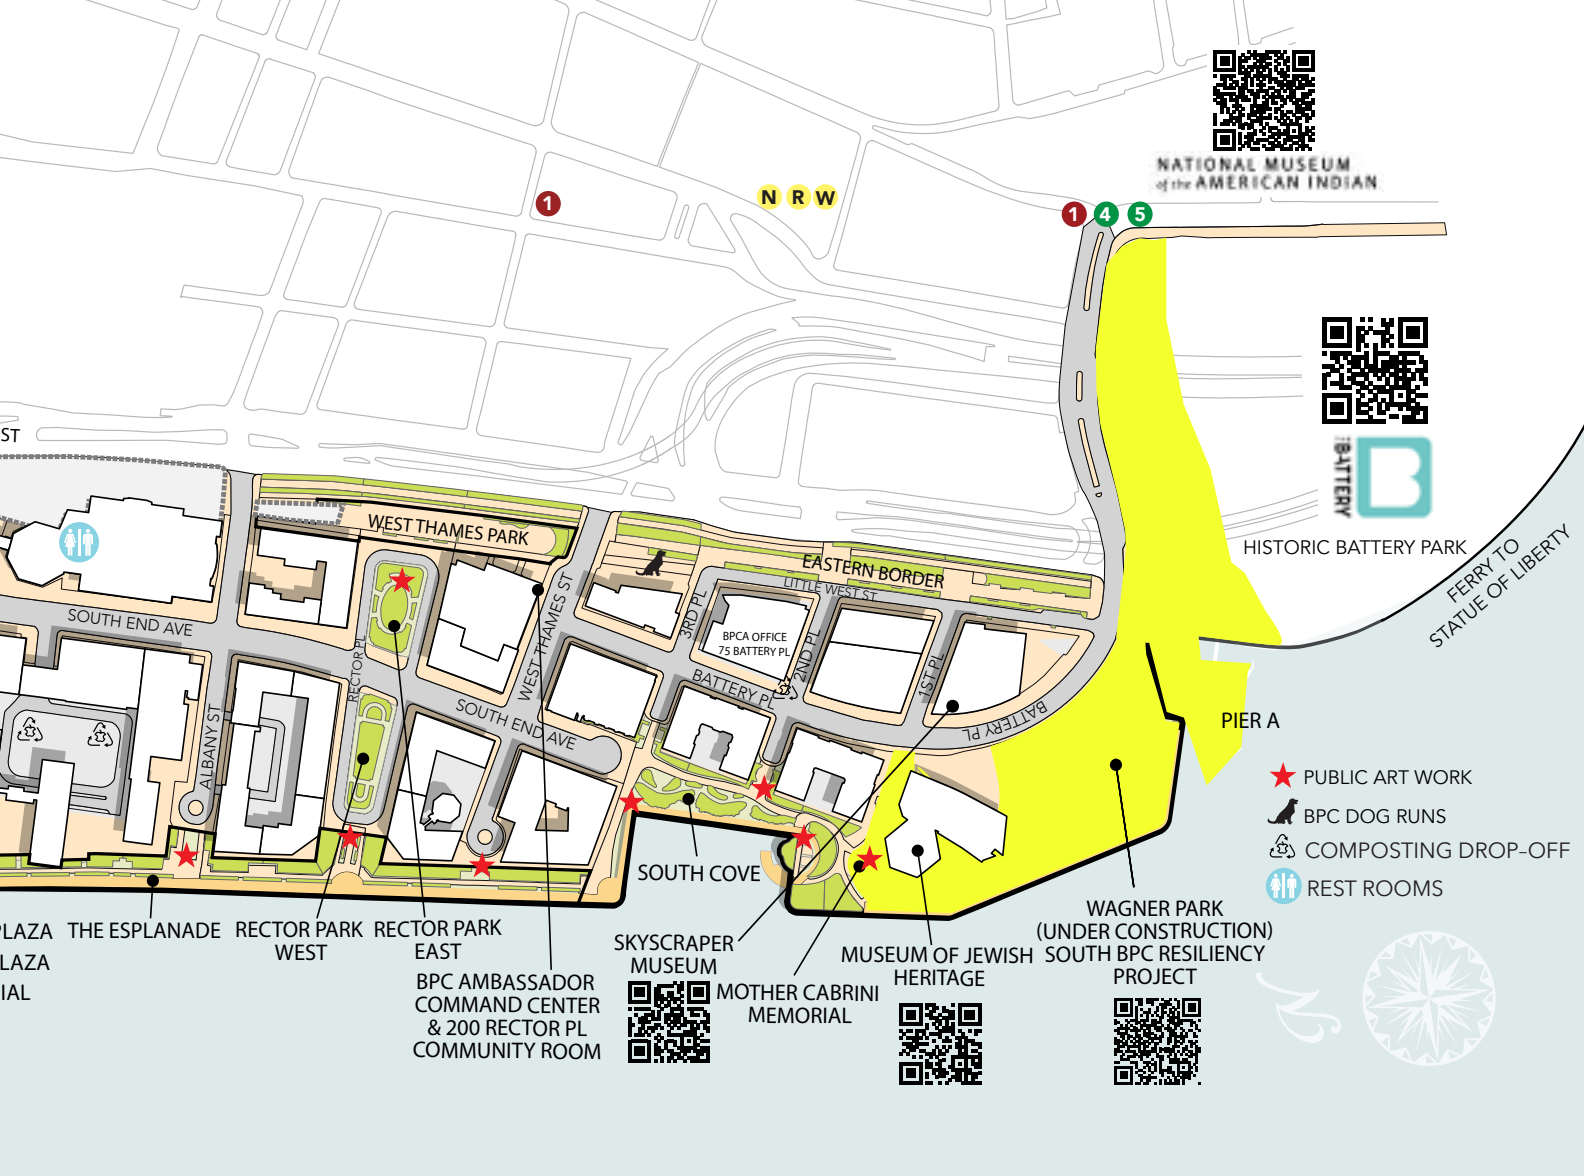 NATIONAL MUSEUM
of the AMERICAN INDIAN
1
N R W
1 4 5
THE BATTERY
B
HISTORIC BATTERY PARK
FERRY TO
STATUE OF LIBERTY
ST
WEST THAMES PARK
EASTERN BORDER
LITTLE WEST ST
SOUTH END AVE
RECTOR PL
WEST THAMES ST
3RD PL
BPCA OFFICE
75 BATTERY PL
2ND PL
1ST PL
BATTERY PL
BATTERY PL
SOUTH END AVE
ALBANY ST
PIER A
PUBLIC ART WORK
BPC DOG RUNS
COMPOSTING DROP-OFF
REST ROOMS
SOUTH COVE
PLAZA
LAZA
IAL
THE ESPLANADE
RECTOR PARK
WEST
RECTOR PARK
EAST
BPC AMBASSADOR
COMMAND CENTER
& 200 RECTOR PL
COMMUNITY ROOM
SKYSCRAPER
MUSEUM
MOTHER CABRINI
MEMORIAL
MUSEUM OF JEWISH
HERITAGE
WAGNER PARK
(UNDER CONSTRUCTION)
SOUTH BPC RESILIENCY
PROJECT